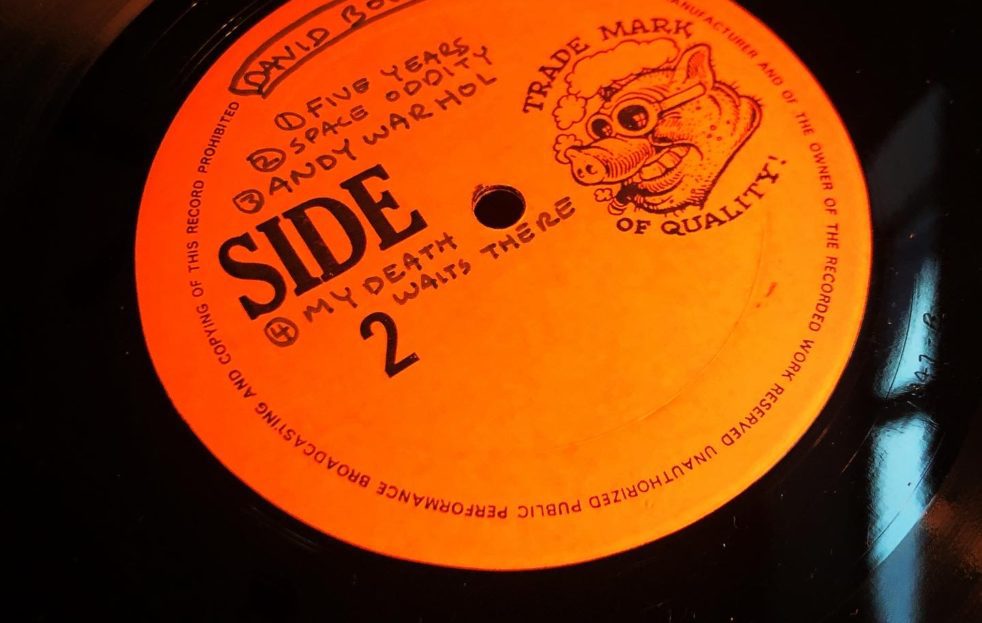 DAVID BOW
① FIVE YEARS
② SPACE ODDITY
③ ANDY WARHOL
SIDE
④ MY DEATH
WAITS THERE
2
TRADE MARK
OF QUALITY!
MANUFACTURER AND OF THE OWNER OF THE RECORDED WORK RESERVED UNAUTHORIZED PUBLIC PERFORMANCE BROADCASTING AND COPYING OF THIS RECORD PROHIBITED